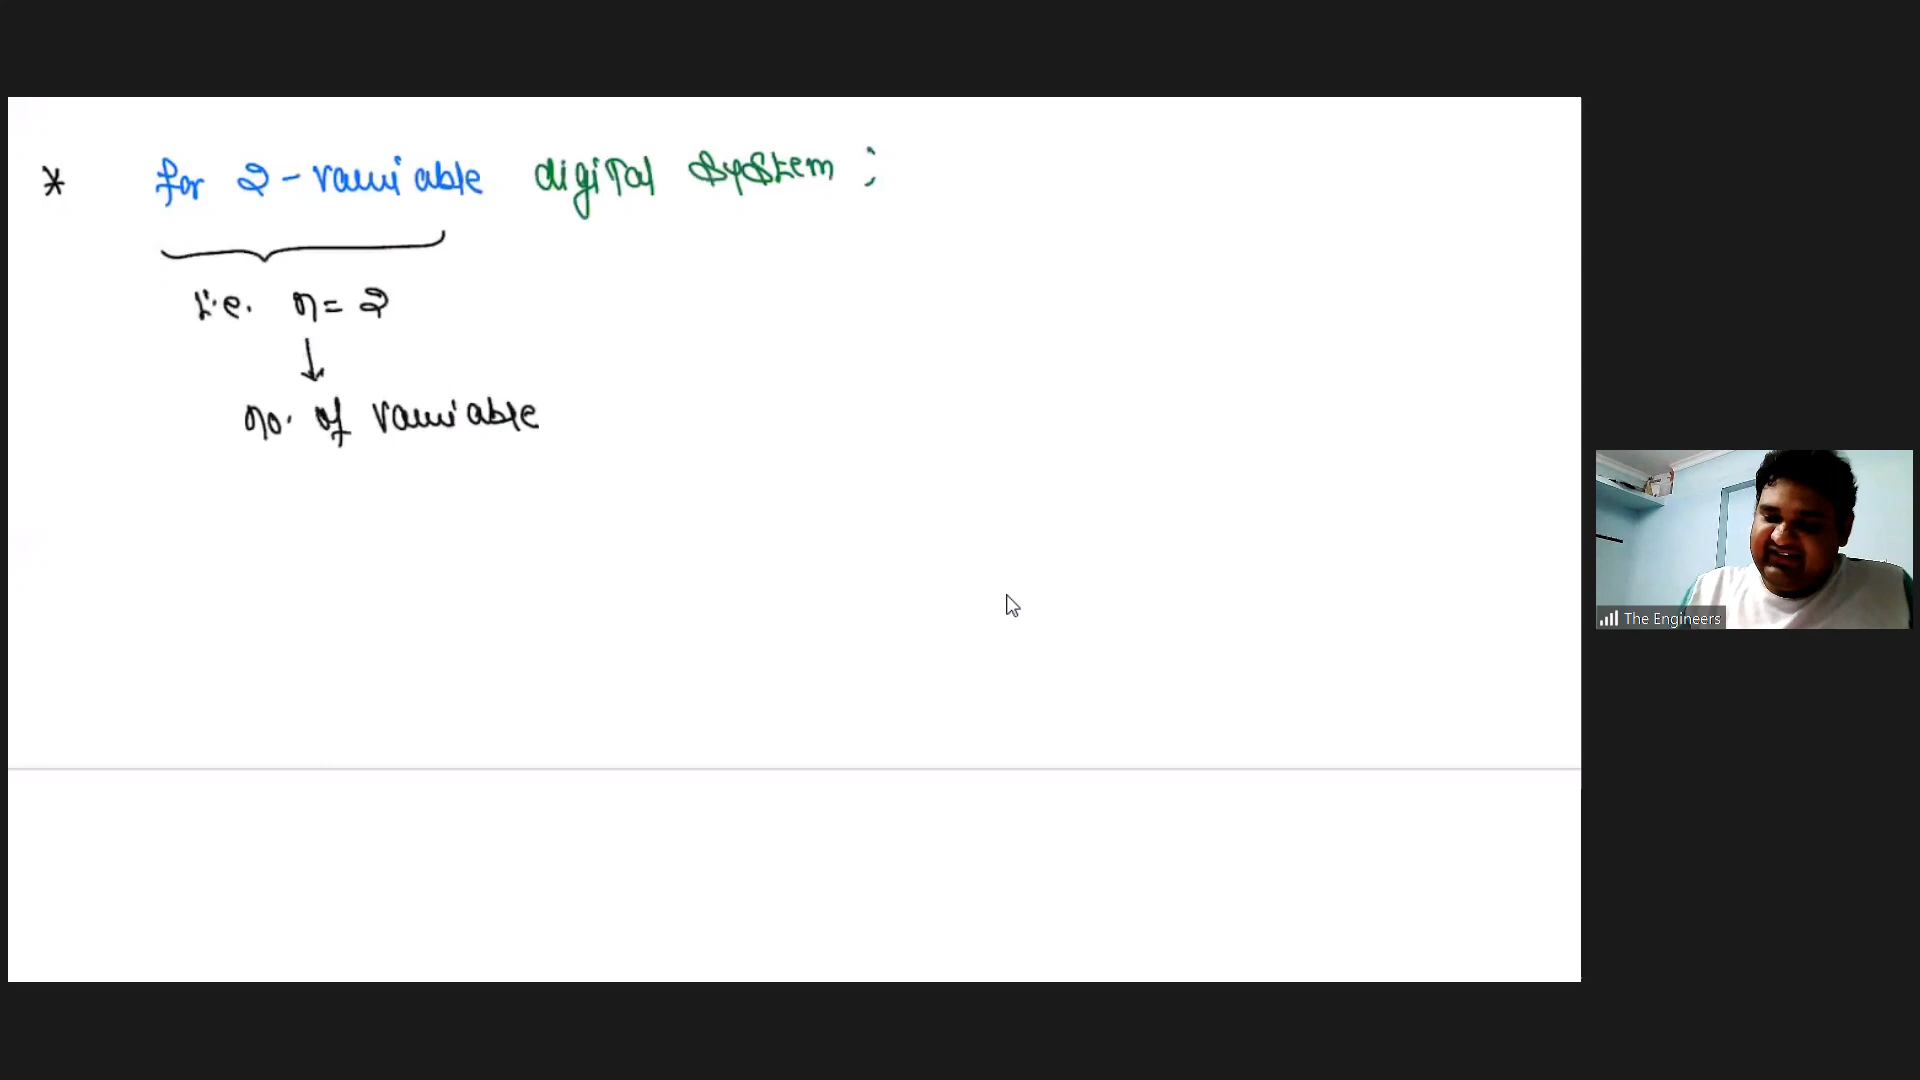 * for 2-variable digital system :
i.e. n = 2
↓
no. of variable
The Engineers